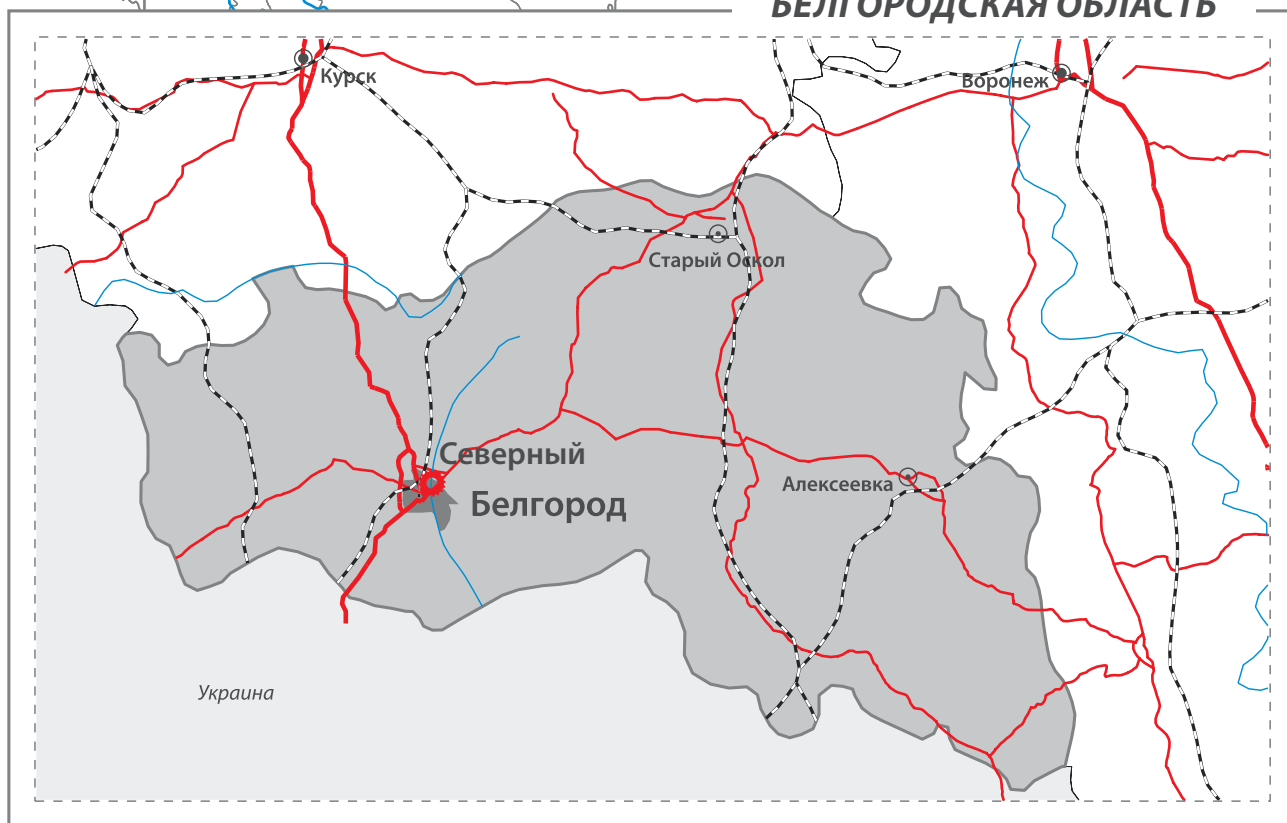 БЕЛГОРОДСКАЯ ОБЛАСТЬ
Курск
Воронеж
Старый Оскол
Северный
Алексеевка
Белгород
Украина